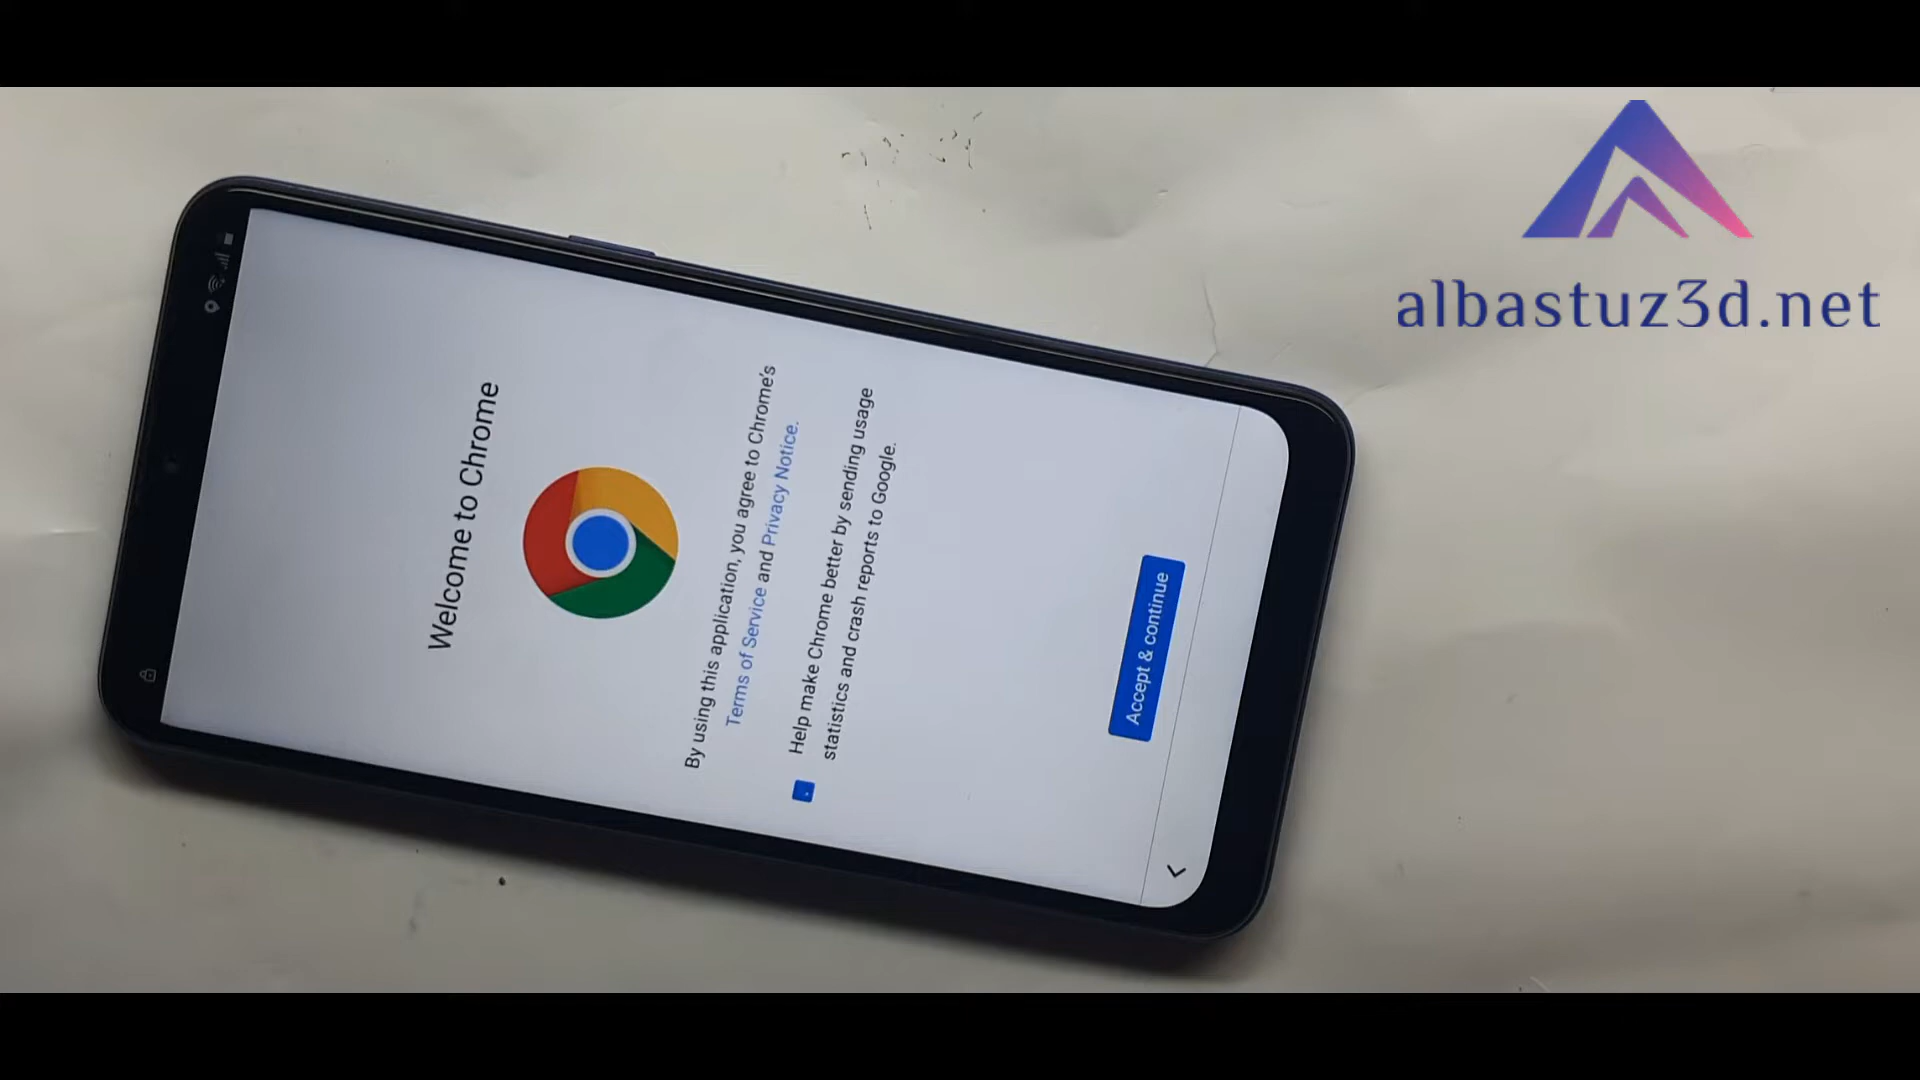 albastuz3d.net
Welcome to Chrome
By using this application, you agree to Chrome's
Terms of Service and Privacy Notice.
Help make Chrome better by sending usage
statistics and crash reports to Google.
Accept & continue